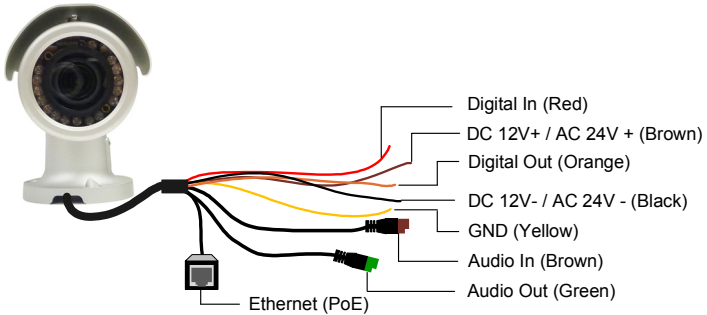 Digital In (Red)
DC 12V+ / AC 24V + (Brown)
Digital Out (Orange)
DC 12V- / AC 24V - (Black)
GND (Yellow)
Audio In (Brown)
Audio Out (Green)
Ethernet (PoE)